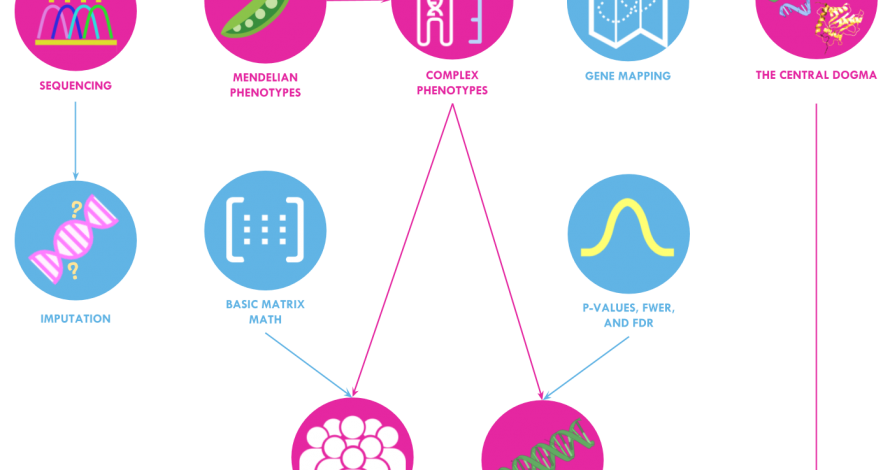 SEQUENCING
MENDELIAN
PHENOTYPES
COMPLEX
PHENOTYPES
GENE MAPPING
THE CENTRAL DOGMA
?
?
IMPUTATION
BASIC MATRIX
MATH
P-VALUES, FWER,
AND FDR